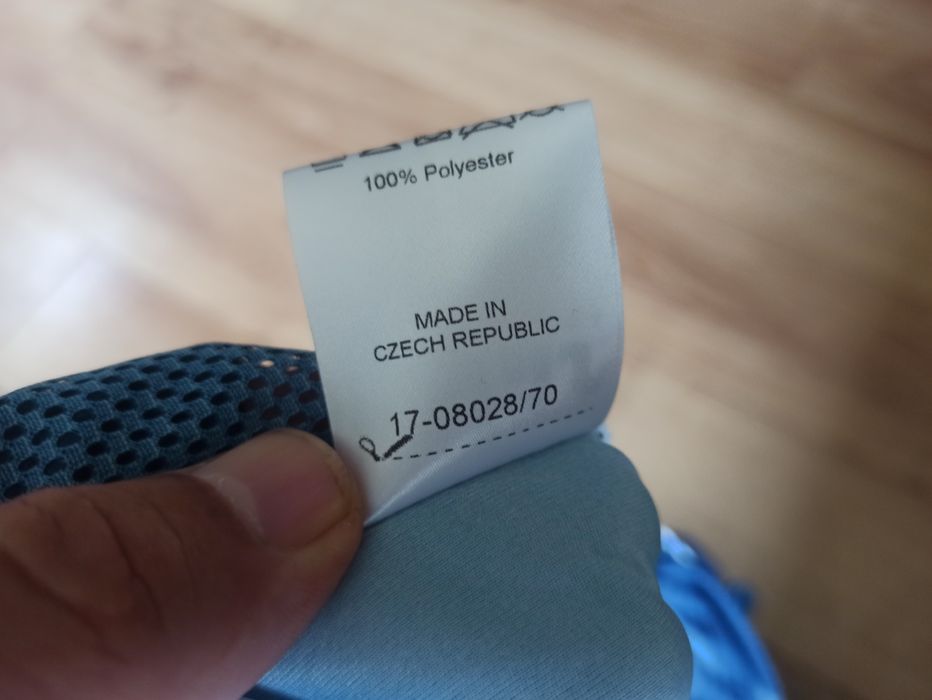 100% Polyester
MADE IN
CZECH REPUBLIC
17-08028/70